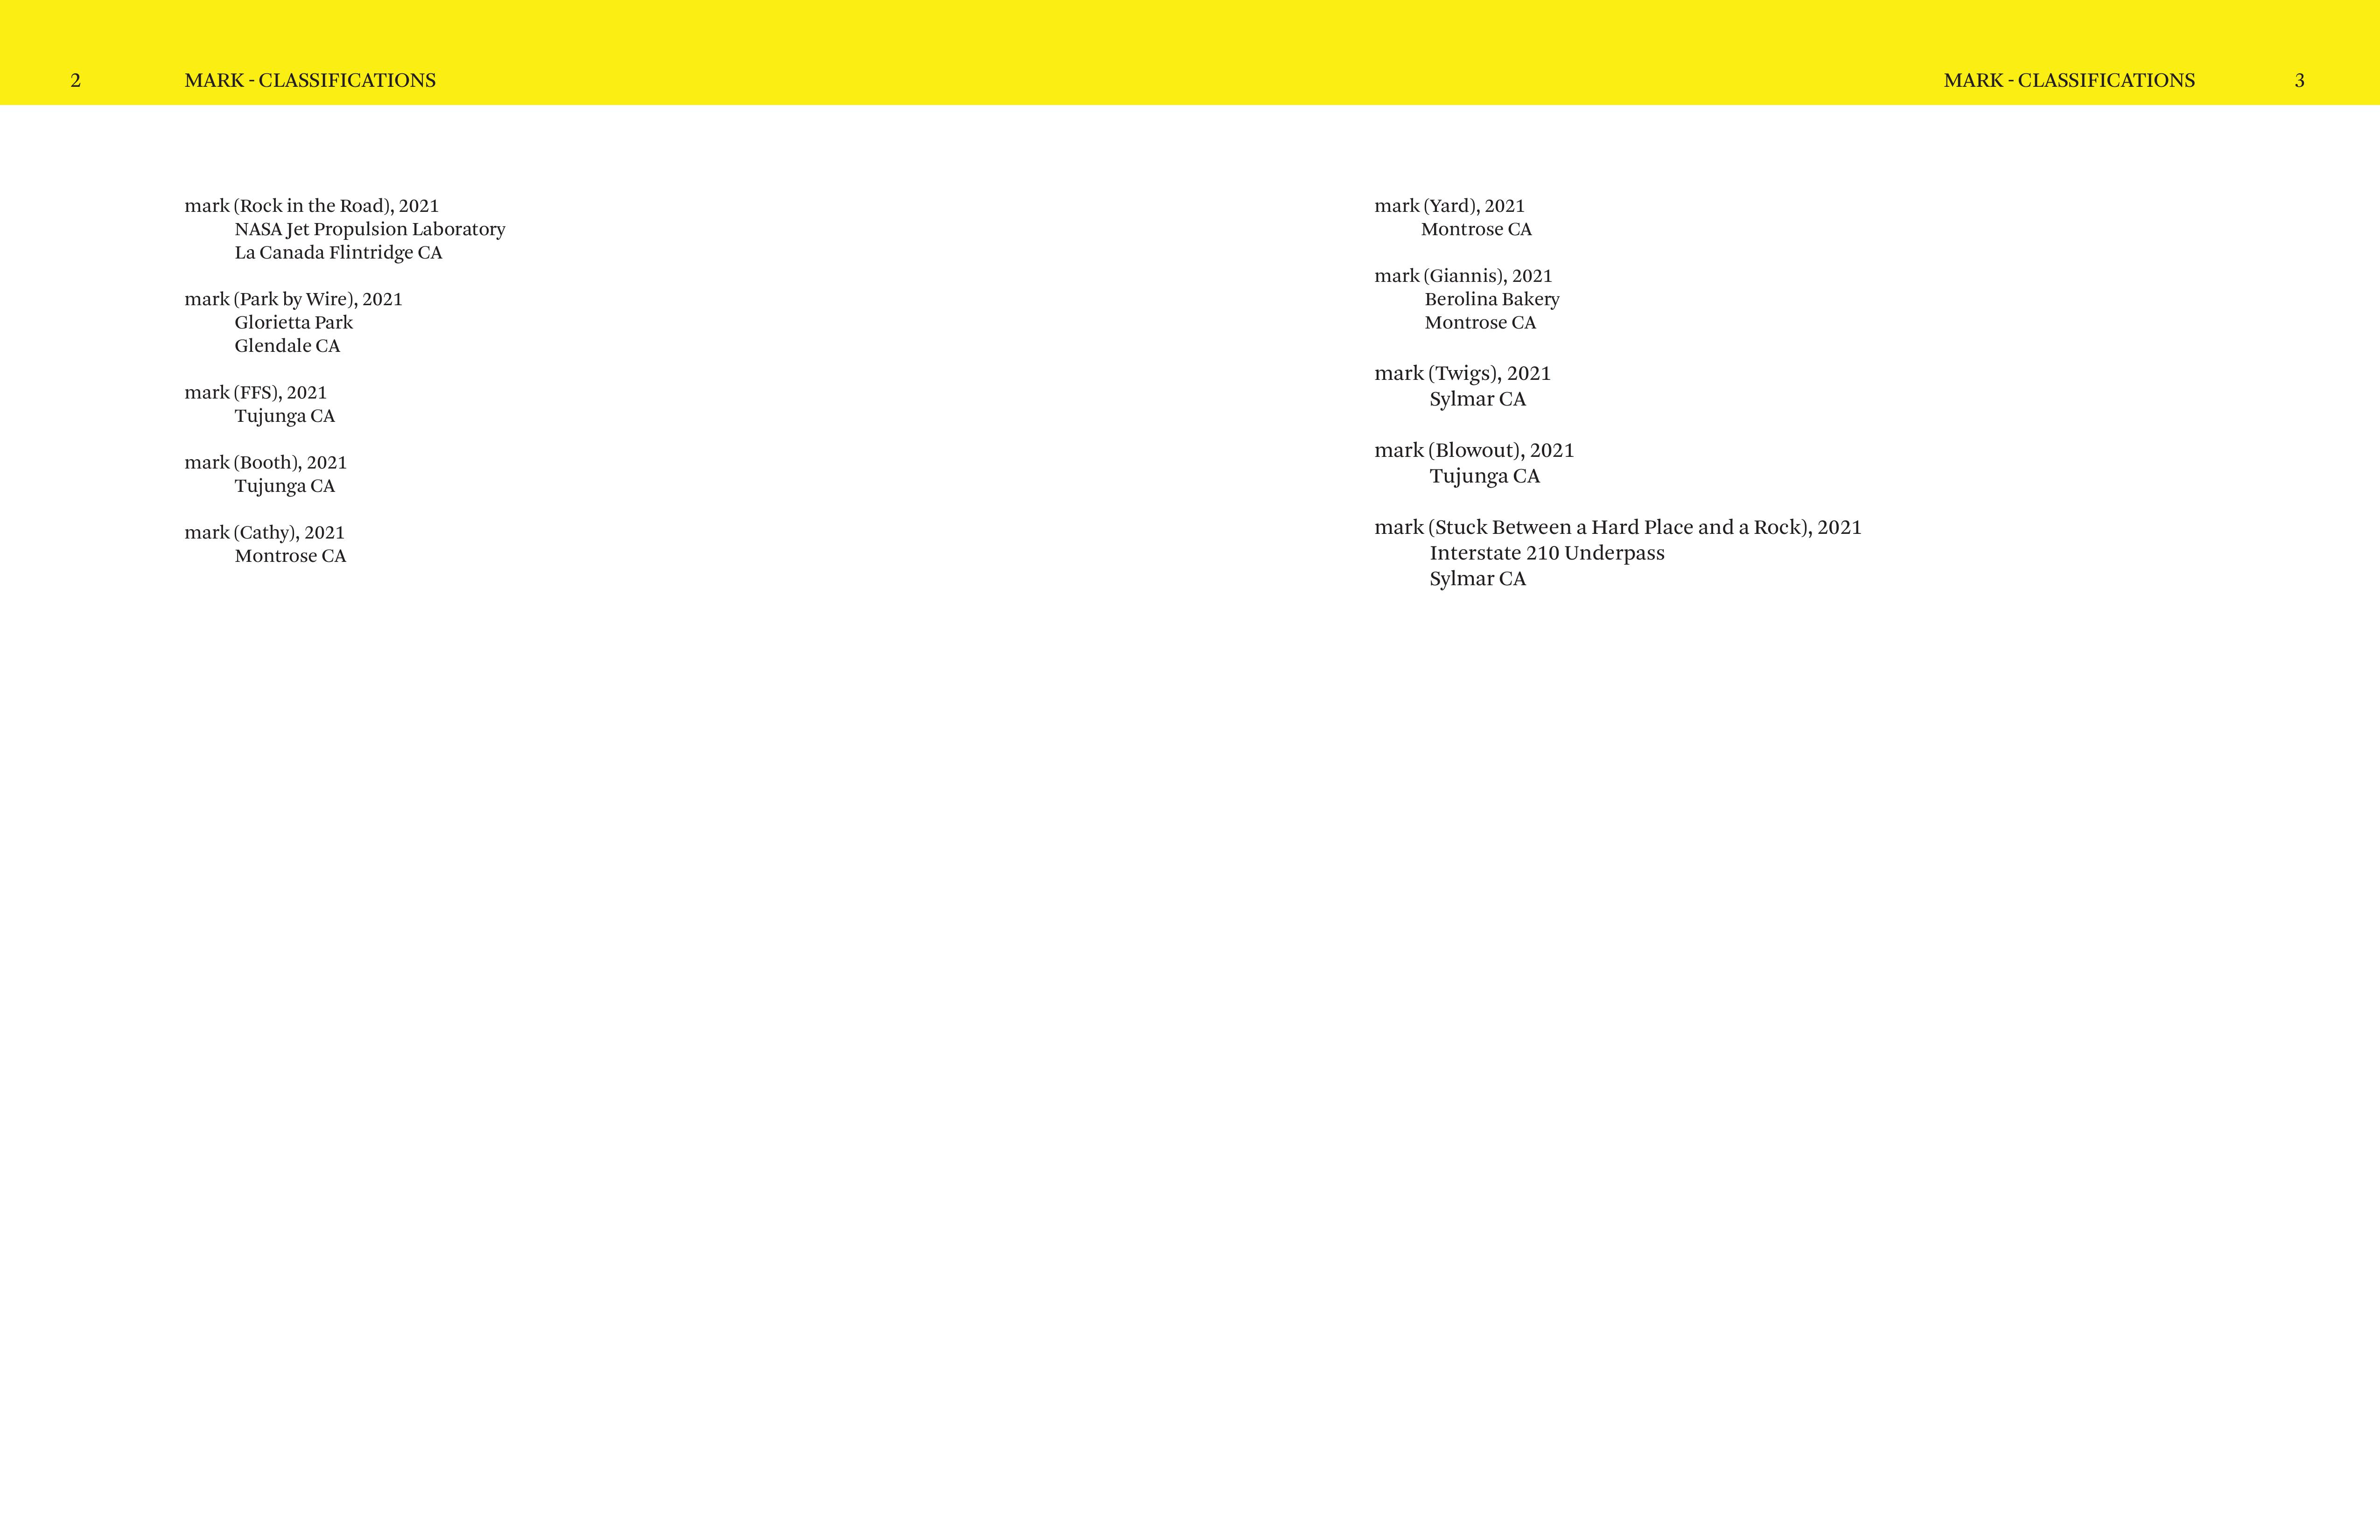 2
MARK - CLASSIFICATIONS
mark (Rock in the Road), 2021
NASA Jet Propulsion Laboratory
La Canada Flintridge CA
mark (Park by Wire), 2021
Glorietta Park
Glendale CA
mark (FFS), 2021
Tujunga CA
mark (Booth), 2021
Tujunga CA
mark (Cathy), 2021
Montrose CA
MARK - CLASSIFICATIONS
3
mark (Yard), 2021
Montrose CA
mark (Giannis), 2021
Berolina Bakery
Montrose CA
mark (Twigs), 2021
Sylmar CA
mark (Blowout), 2021
Tujunga CA
mark (Stuck Between a Hard Place and a Rock), 2021
Interstate 210 Underpass
Sylmar CA